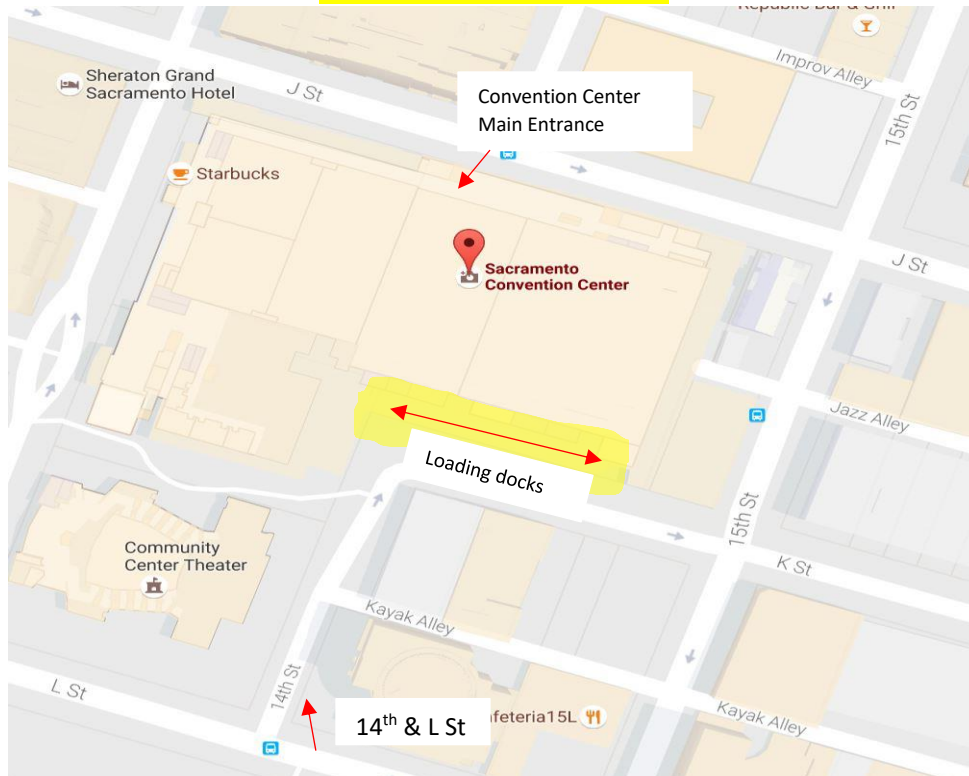 Republic Bar & Grill
Improv Alley
Sheraton Grand
Sacramento Hotel
J St
Convention Center
Main Entrance
15th St
Starbucks
Sacramento
Convention Center
J St
Jazz Alley
Loading docks
15th St
K St
Community
Center Theater
Kayak Alley
14th St
L St
14th & L St
feteria15L
Kayak Alley